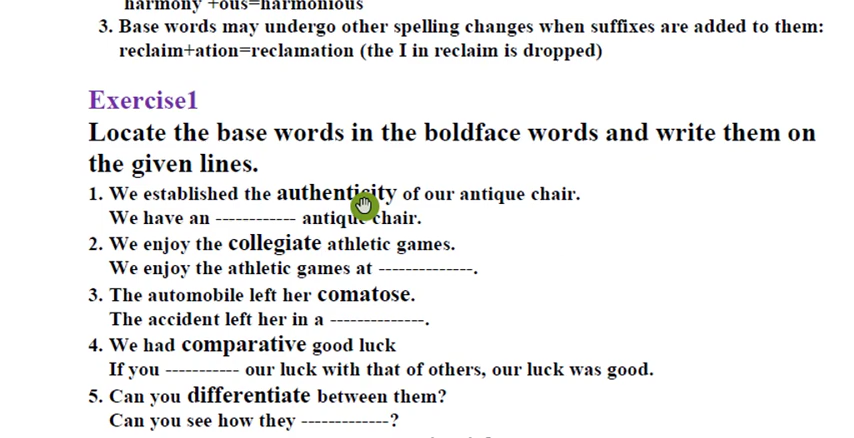 harmony +ous=harmonious
3. Base words may undergo other spelling changes when suffixes are added to them:
reclaim+ation=reclamation (the I in reclaim is dropped)
Exercise1
Locate the base words in the boldface words and write them on
the given lines.
1. We established the authenticity of our antique chair.
We have an ------------ antique chair.
2. We enjoy the collegiate athletic games.
We enjoy the athletic games at --------------.
3. The automobile left her comatose.
The accident left her in a --------------.
4. We had comparative good luck
If you ----------- our luck with that of others, our luck was good.
5. Can you differentiate between them?
Can you see how they -------------?